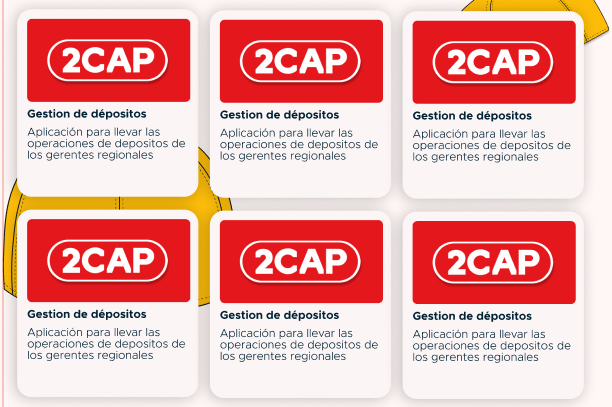 2CAP
Gestion de dépositos
Aplicación para llevar las
operaciones de depositos de
los gerentes regionales
2CAP
Gestion de dépositos
Aplicación para llevar las
operaciones de depositos de
los gerentes regionales
2CAP
Gestion de dépositos
Aplicación para llevar las
operaciones de depositos de
los gerentes regionales
2CAP
Gestion de dépositos
Aplicación para llevar las
operaciones de depositos de
los gerentes regionales
2CAP
Gestion de dépositos
Aplicación para llevar las
operaciones de depositos de
los gerentes regionales
2CAP
Gestion de dépositos
Aplicación para llevar las
operaciones de depositos de
los gerentes regionales